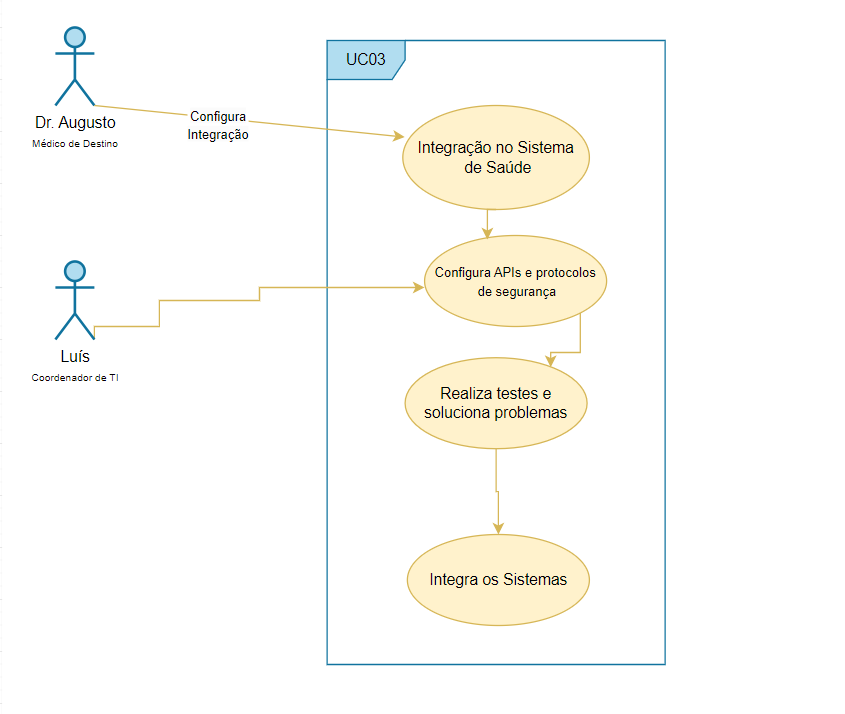 UC03
Dr. Augusto
Médico de Destino
Configura
Integração
Integração no Sistema
de Saúde
Configura APIs e protocolos
de segurança
Luís
Coordenador de TI
Realiza testes e
soluciona problemas
Integra os Sistemas